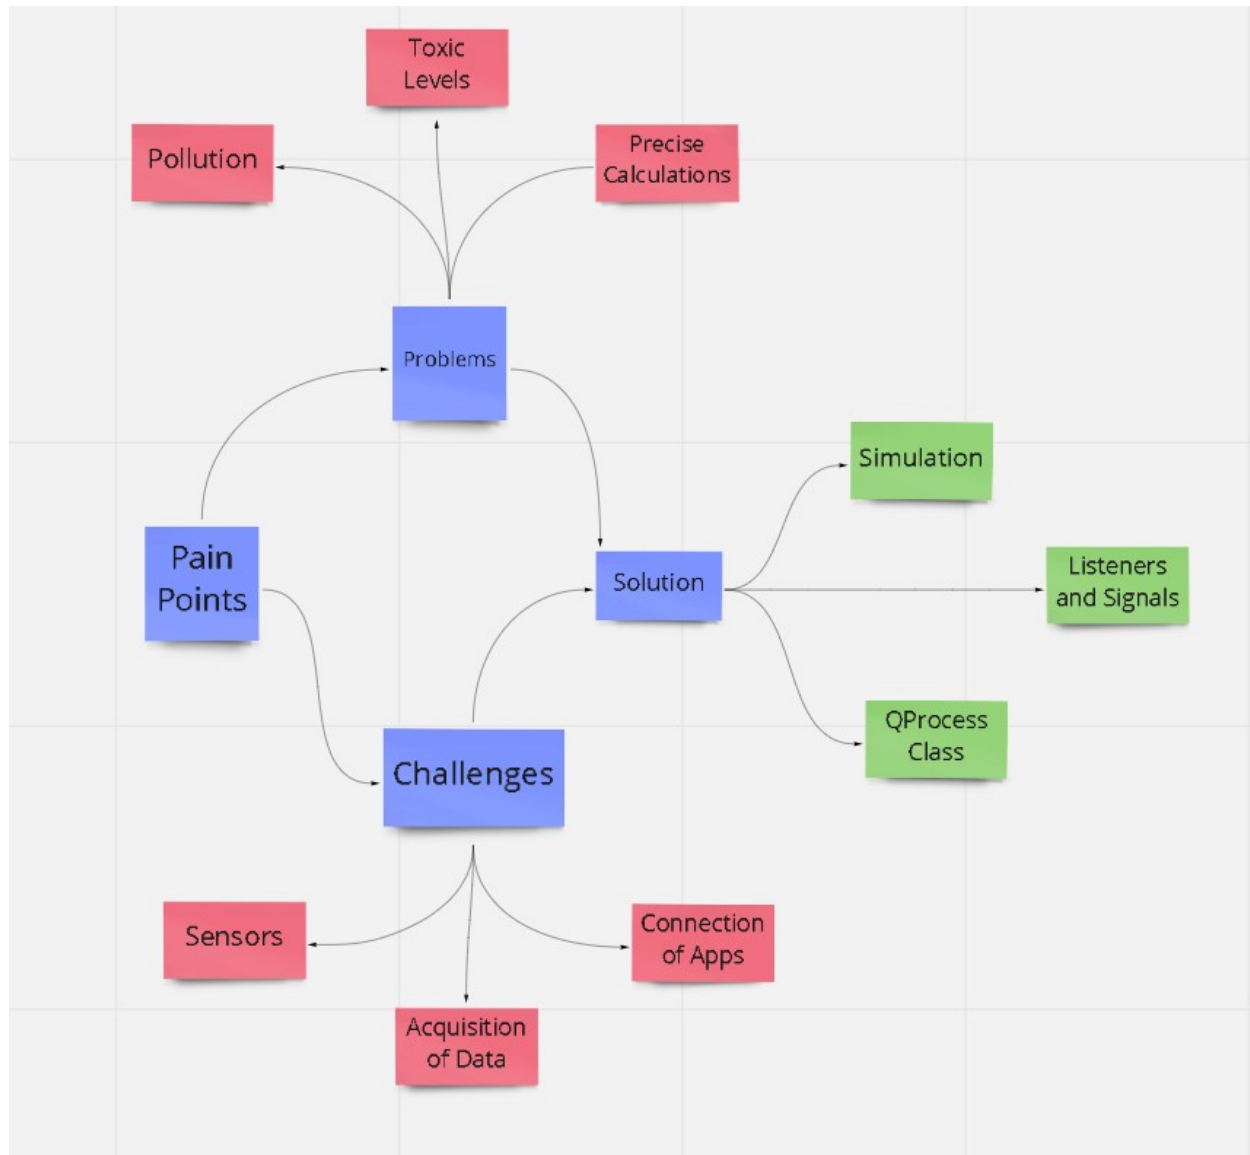 Toxic
Levels
Pollution
Precise
Calculations
Problems
Simulation
Pain
Points
Solution
Listeners
and Signals
QProcess
Class
Challenges
Sensors
Connection
of Apps
Acquisition
of Data